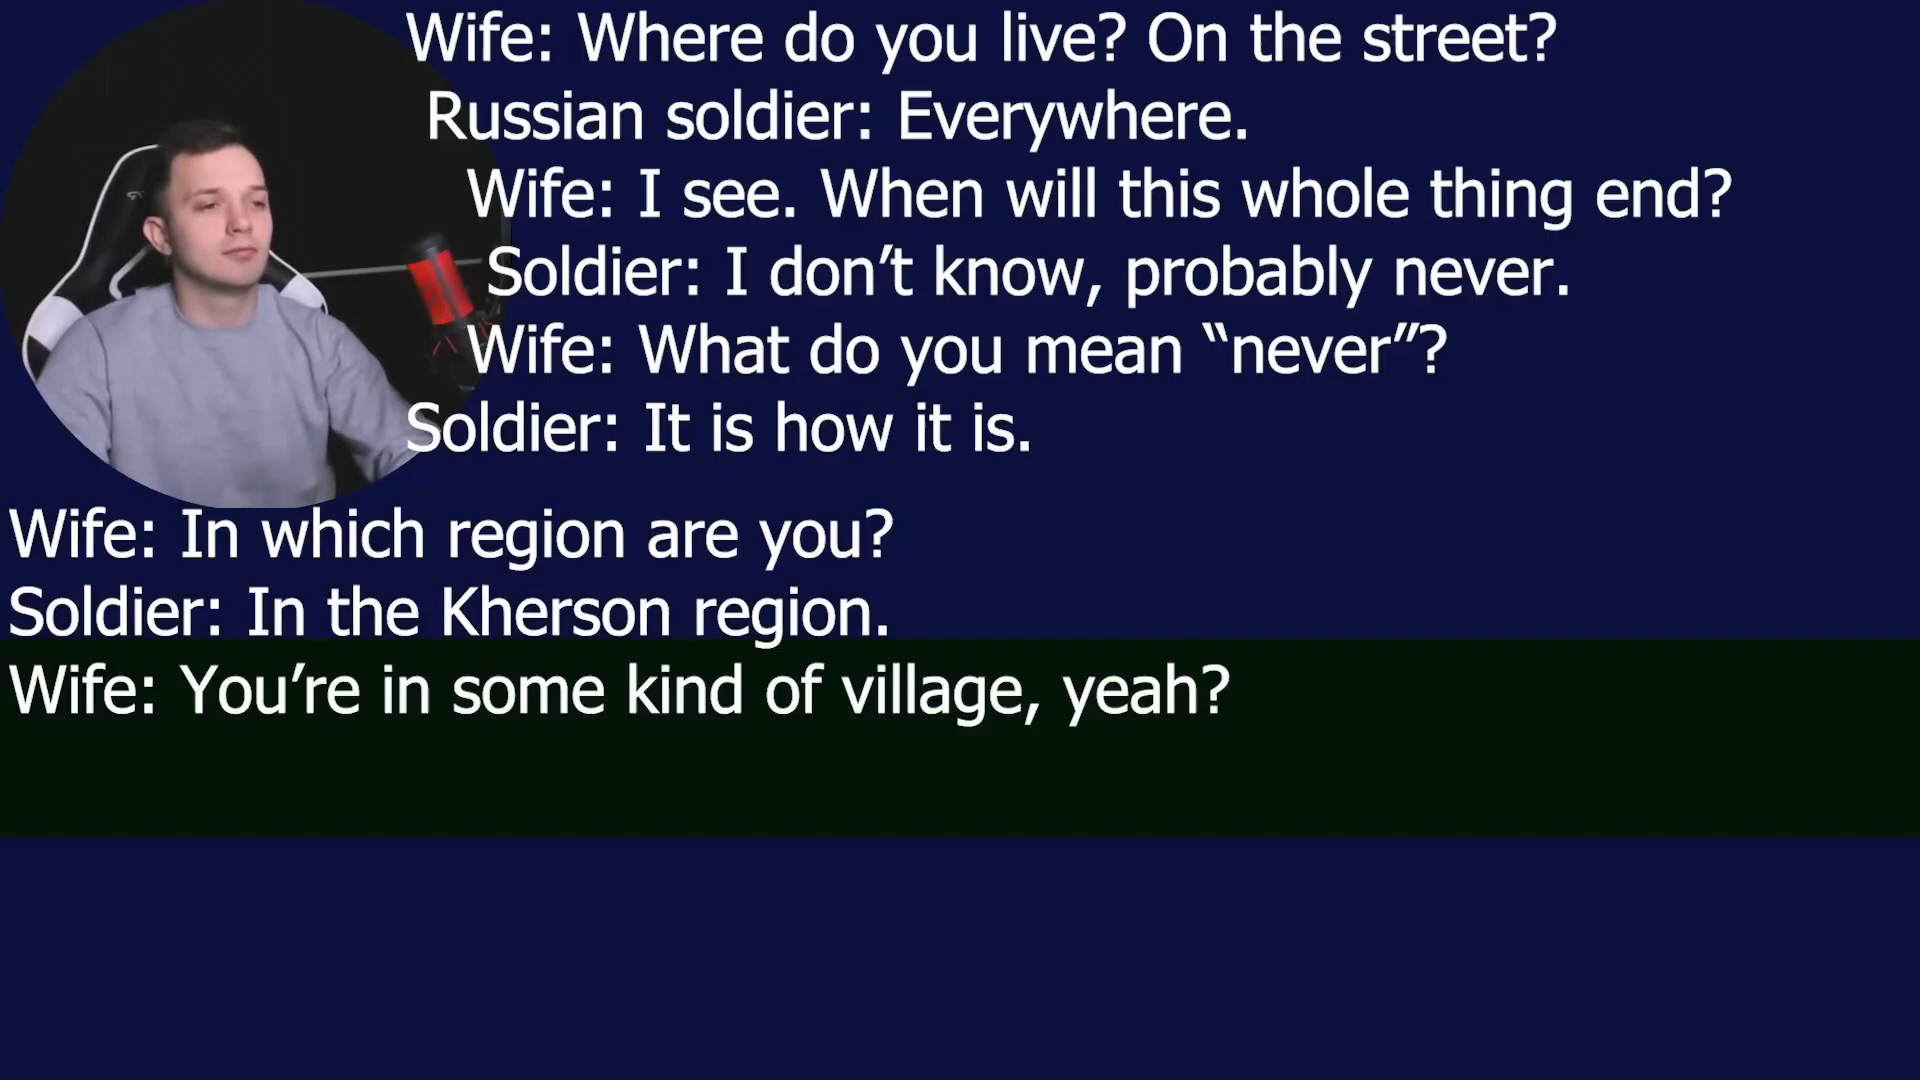 Wife: Where do you live? On the street?
Russian soldier: Everywhere.
Wife: I see. When will this whole thing end?
Soldier: I don’t know, probably never.
Wife: What do you mean “never”?
Soldier: It is how it is.
Wife: In which region are you?
Soldier: In the Kherson region.
Wife: You’re in some kind of village, yeah?